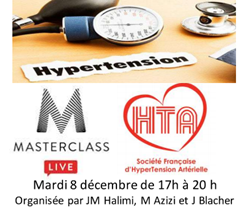 Hypertension
M
MASTERCLASS
LIVE
HTA
Société Française
d'HyperTension Artérielle
Mardi 8 décembre de 17h à 20 h
Organisée par JM Halimi, M Azizi et J Blacher